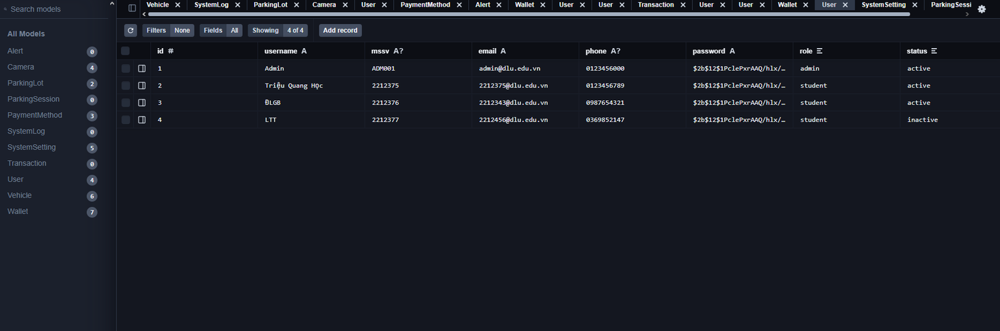 Search models
Vehicle SystemLog ParkingLot Camera User PaymentMethod Alert Wallet User User Transaction User User Wallet User SystemSetting ParkingSessi
Filters None Fields All Showing 4 of 4 Add record
All Models
Alert 0
Camera 4
ParkingLot 2
ParkingSession 0
PaymentMethod 3
SystemLog 0
SystemSetting 5
Transaction 0
User 4
Vehicle 6
Wallet 7
id # username A mssv A? email A phone A? password A role status
1 Admin ADM001 admin@dlu.edu.vn 0123456000 $2b$12$1PclePxrAAQ/hlx/… admin active
2 Triệu Quang Học 2212375 2212375@dlu.edu.vn 0123456789 $2b$12$1PclePxrAAQ/hlx/… student active
3 ĐLGB 2212376 2212343@dlu.edu.vn 0987654321 $2b$12$1PclePxrAAQ/hlx/… student active
4 LTT 2212377 2212456@dlu.edu.vn 0369852147 $2b$12$1PclePxrAAQ/hlx/… student inactive